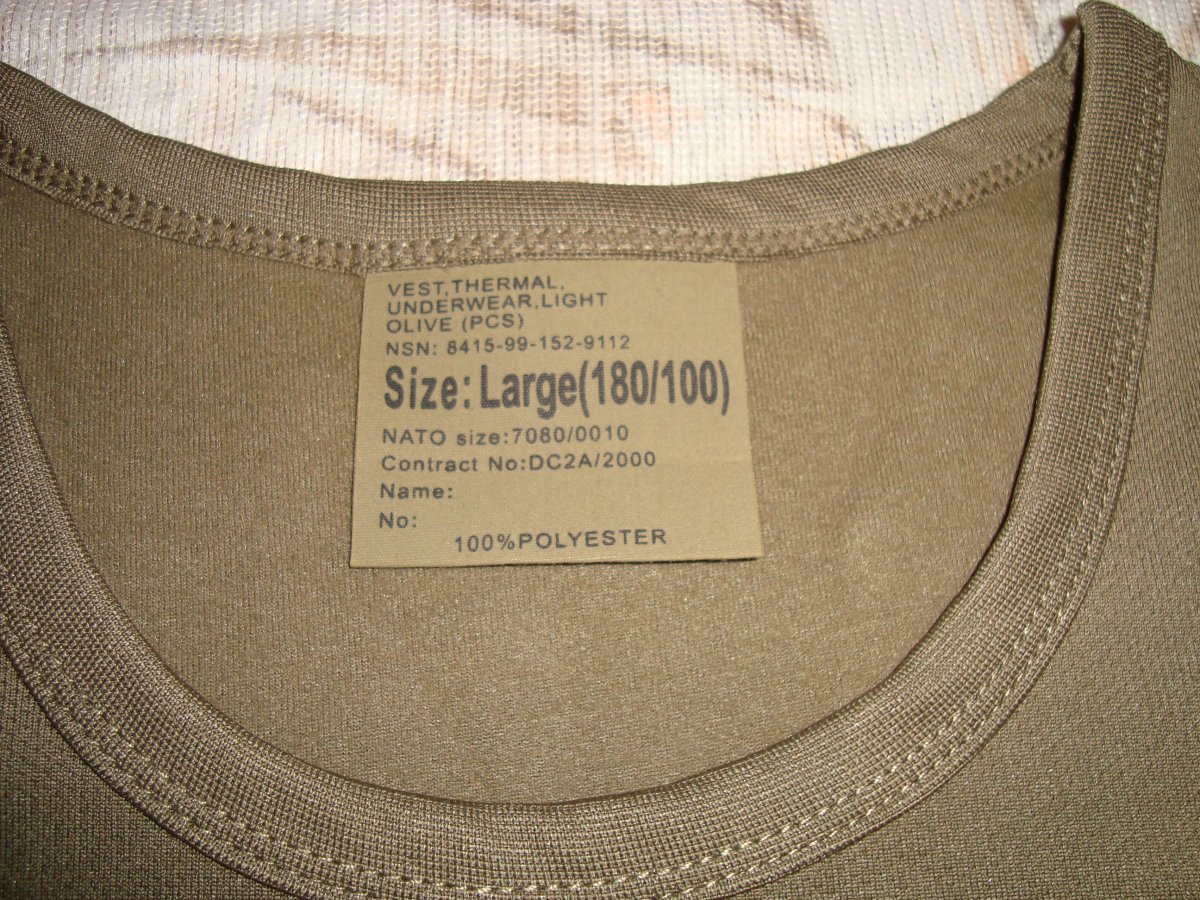 VEST,THERMAL,
UNDERWEAR,LIGHT
OLIVE (PCS)
NSN: 8415-99-152-9112
Size: Large(180/100)
NATO size:7080/0010
Contract No:DC2A/2000
Name:
No:
100%POLYESTER